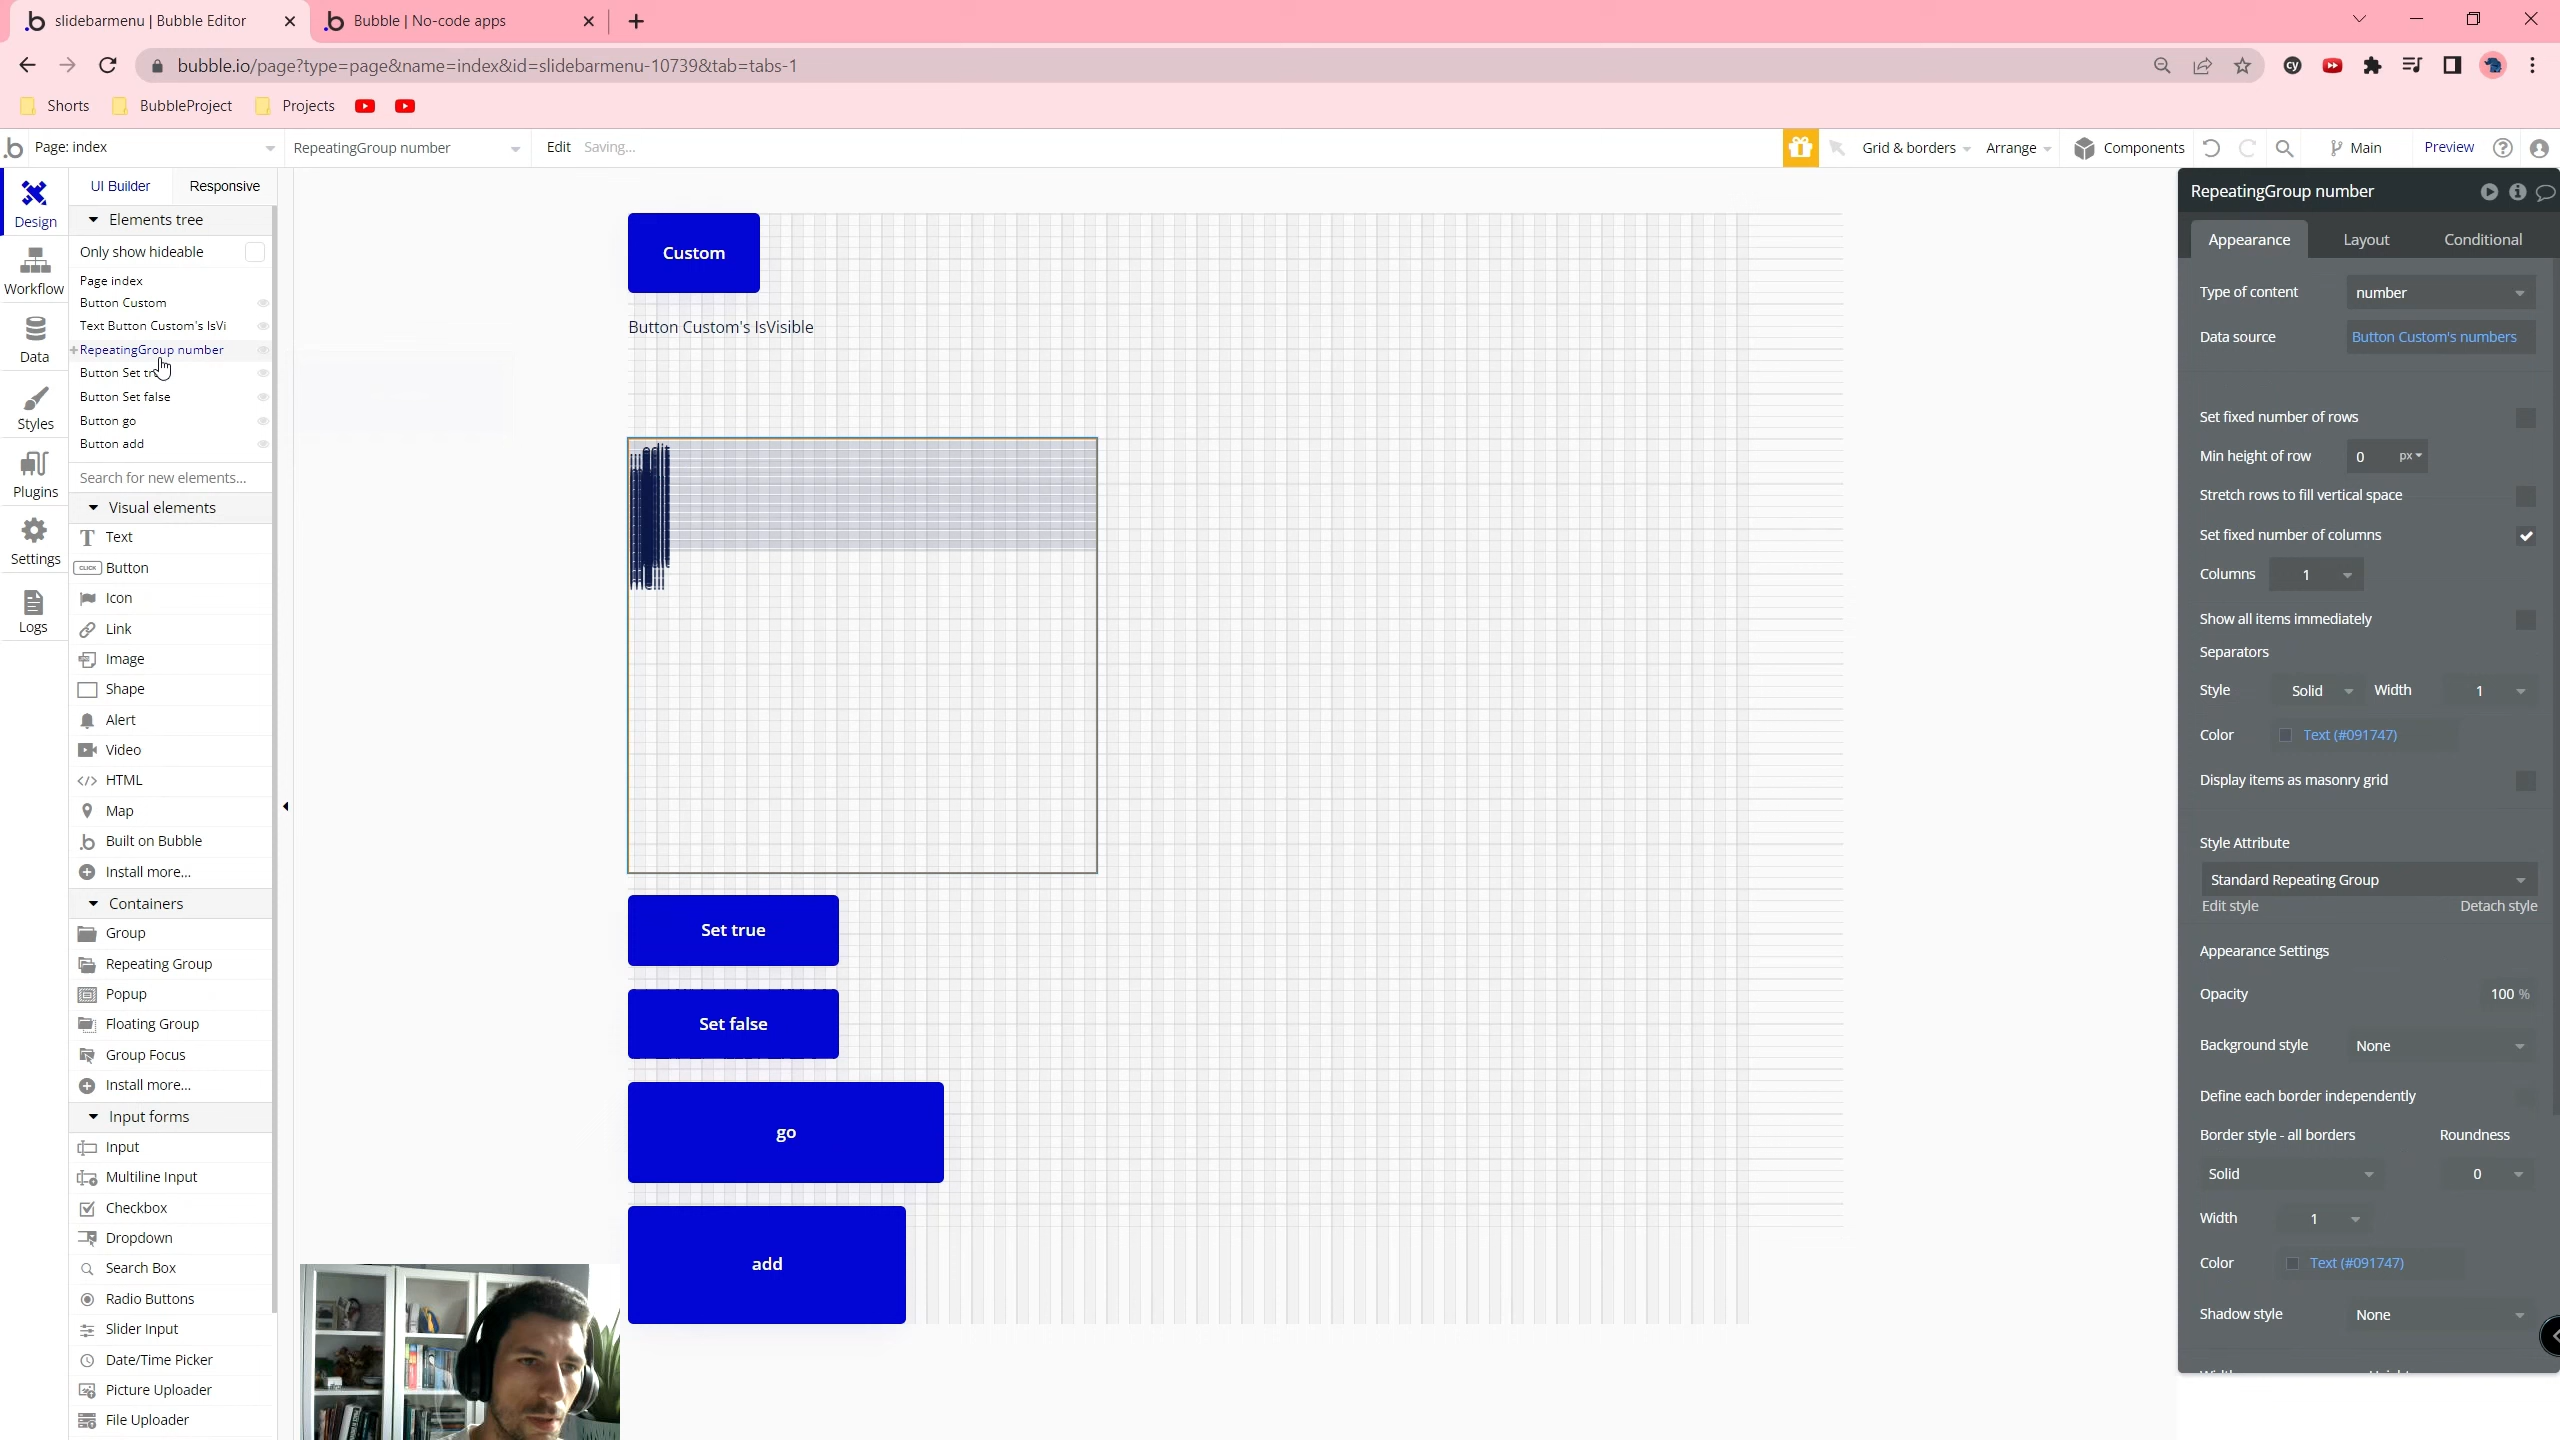 slidebarmenu | Bubble Editor
Bubble | No-code apps
bubble.io/page?type=page&name=index&id=slidebarmenu-10739&tab=tabs-1
Shorts
BubbleProject
Projects
Page: index
RepeatingGroup number
Edit
Saving...
Grid & borders
Arrange
Components
Main
Preview
Design
Workflow
Data
Styles
Plugins
Settings
Logs
UI Builder
Responsive
Elements tree
Only show hideable
Page index
Button Custom
Text Button Custom's IsVi
RepeatingGroup number
Button Set
Button Set false
Button go
Button add
Search for new elements...
Visual elements
Text
CLICK Button
Icon
Link
Image
Shape
Alert
Video
HTML
Map
Built on Bubble
Install more...
Containers
Group
Repeating Group
Popup
Floating Group
Group Focus
Install more...
Input forms
Input
Multiline Input
Checkbox
Dropdown
Search Box
Radio Buttons
Slider Input
Date/Time Picker
Picture Uploader
File Uploader
Custom
Button Custom's IsVisible
Set true
Set false
go
add
RepeatingGroup number
Appearance
Layout
Conditional
Type of content
number
Data source
Button Custom's numbers
Set fixed number of rows
Min height of row
0
px
Stretch rows to fill vertical space
Set fixed number of columns
Columns
1
Show all items immediately
Separators
Style
Solid
Width
1
Color
Text (#091747)
Display items as masonry grid
Style Attribute
Standard Repeating Group
Edit style
Detach style
Appearance Settings
Opacity
100 %
Background style
None
Define each border independently
Border style - all borders
Roundness
Solid
0
Width
1
Color
Text (#091747)
Shadow style
None